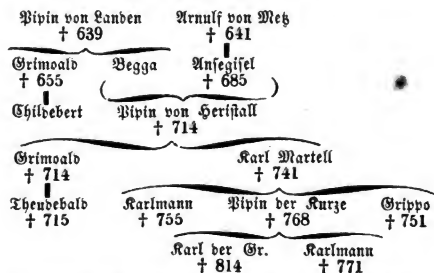 Pipin von Landen Arnulf von Metz
† 639 † 641
Grimoald Begga Ansegisel
† 655 † 685
Childebert Pipin von Heristall
† 714
Grimoald Karl Martell
† 714 † 741
Theudebald Karlmann Pipin der Kurze Grippo
† 715 † 755 † 768 † 751
Karl der Gr. Karlmann
† 814 † 771